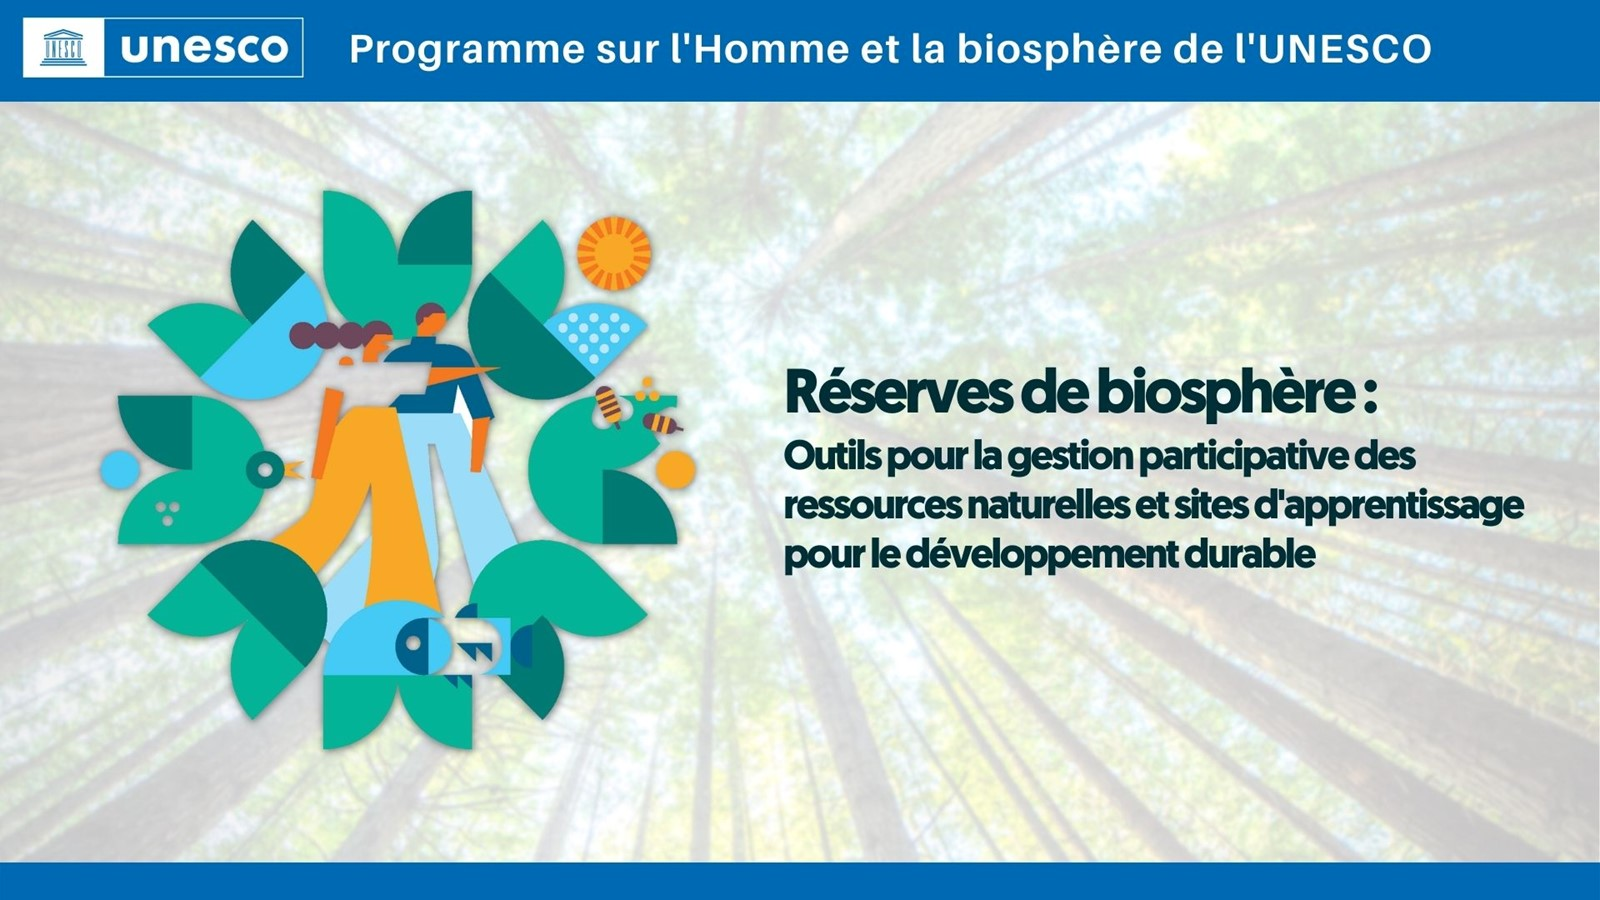 UNESCO
unesco
Programme sur l'Homme et la biosphère de l'UNESCO
Réserves de biosphère :
Outils pour la gestion participative des
ressources naturelles et sites d'apprentissage
pour le développement durable